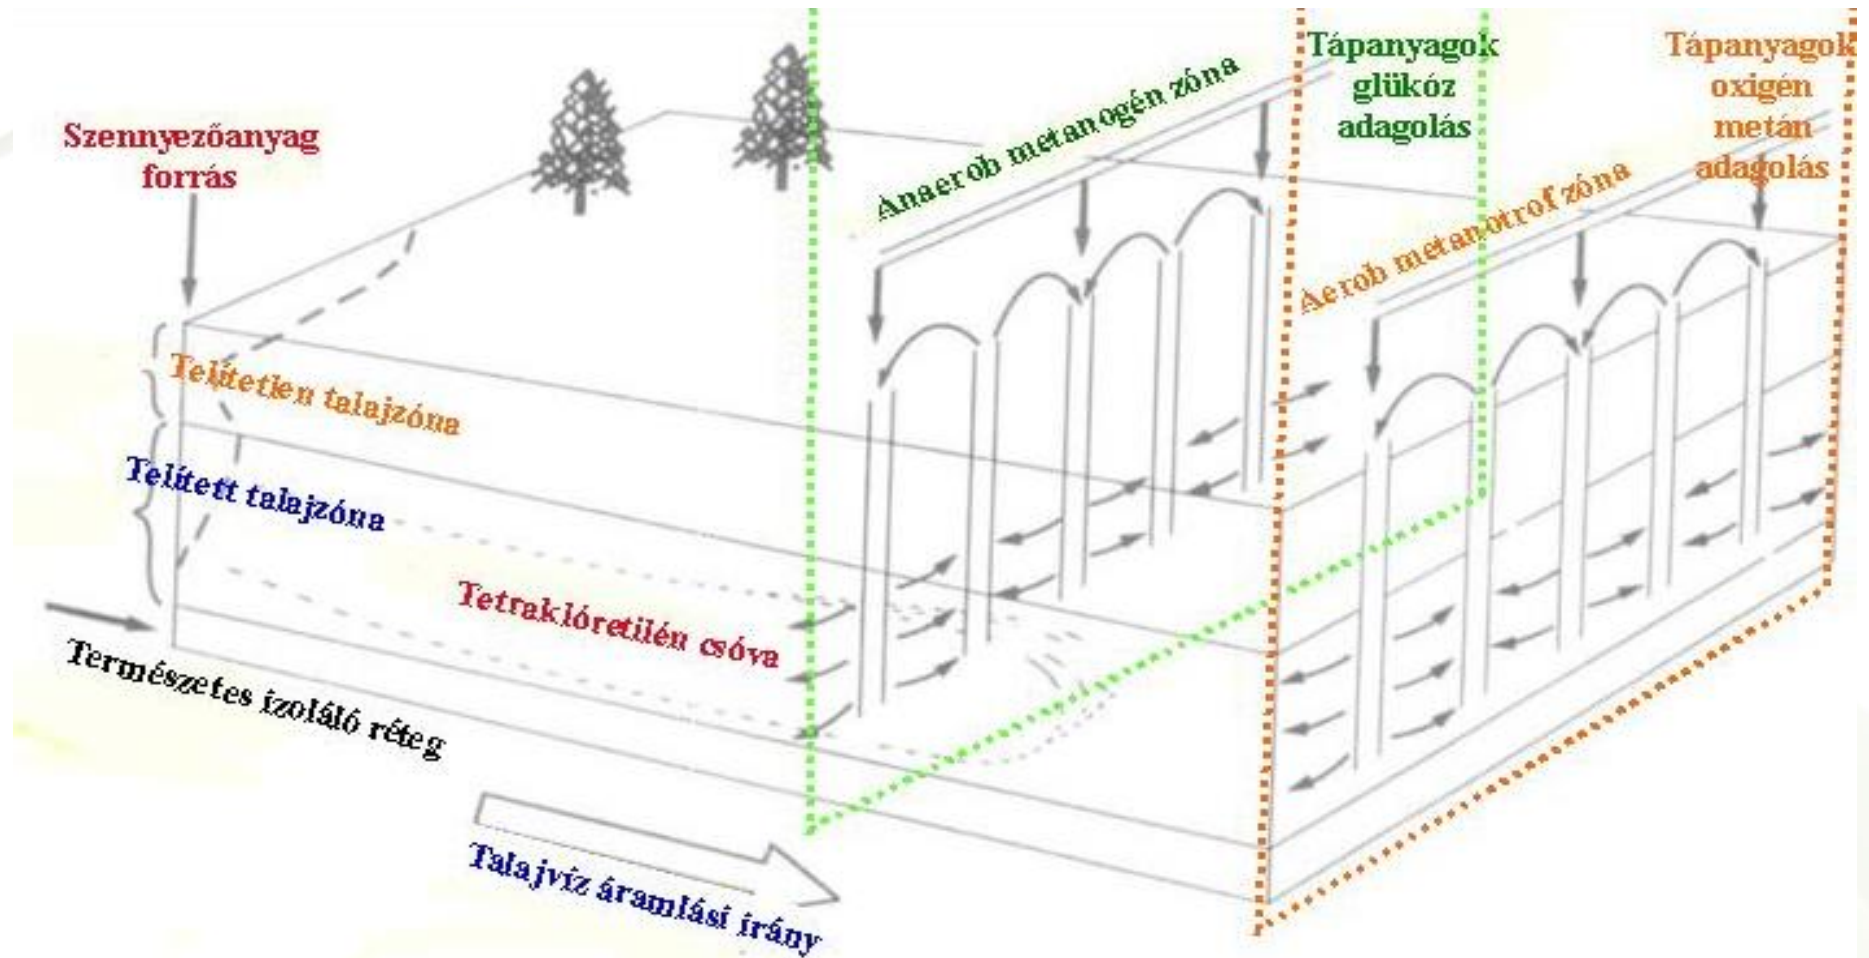 Szennyezőanyag
forrás
Anaerob metanogén zóna
Tápanyagok
glükóz
adagolás
Tápanyagok
oxigén
metán
adagolás
Aerob metanotrof zóna
Telítetlen talajzóna
Telített talajzóna
Tetraklóretilén csóva
Természetes izoláló réteg
Talajvíz áramlási irány